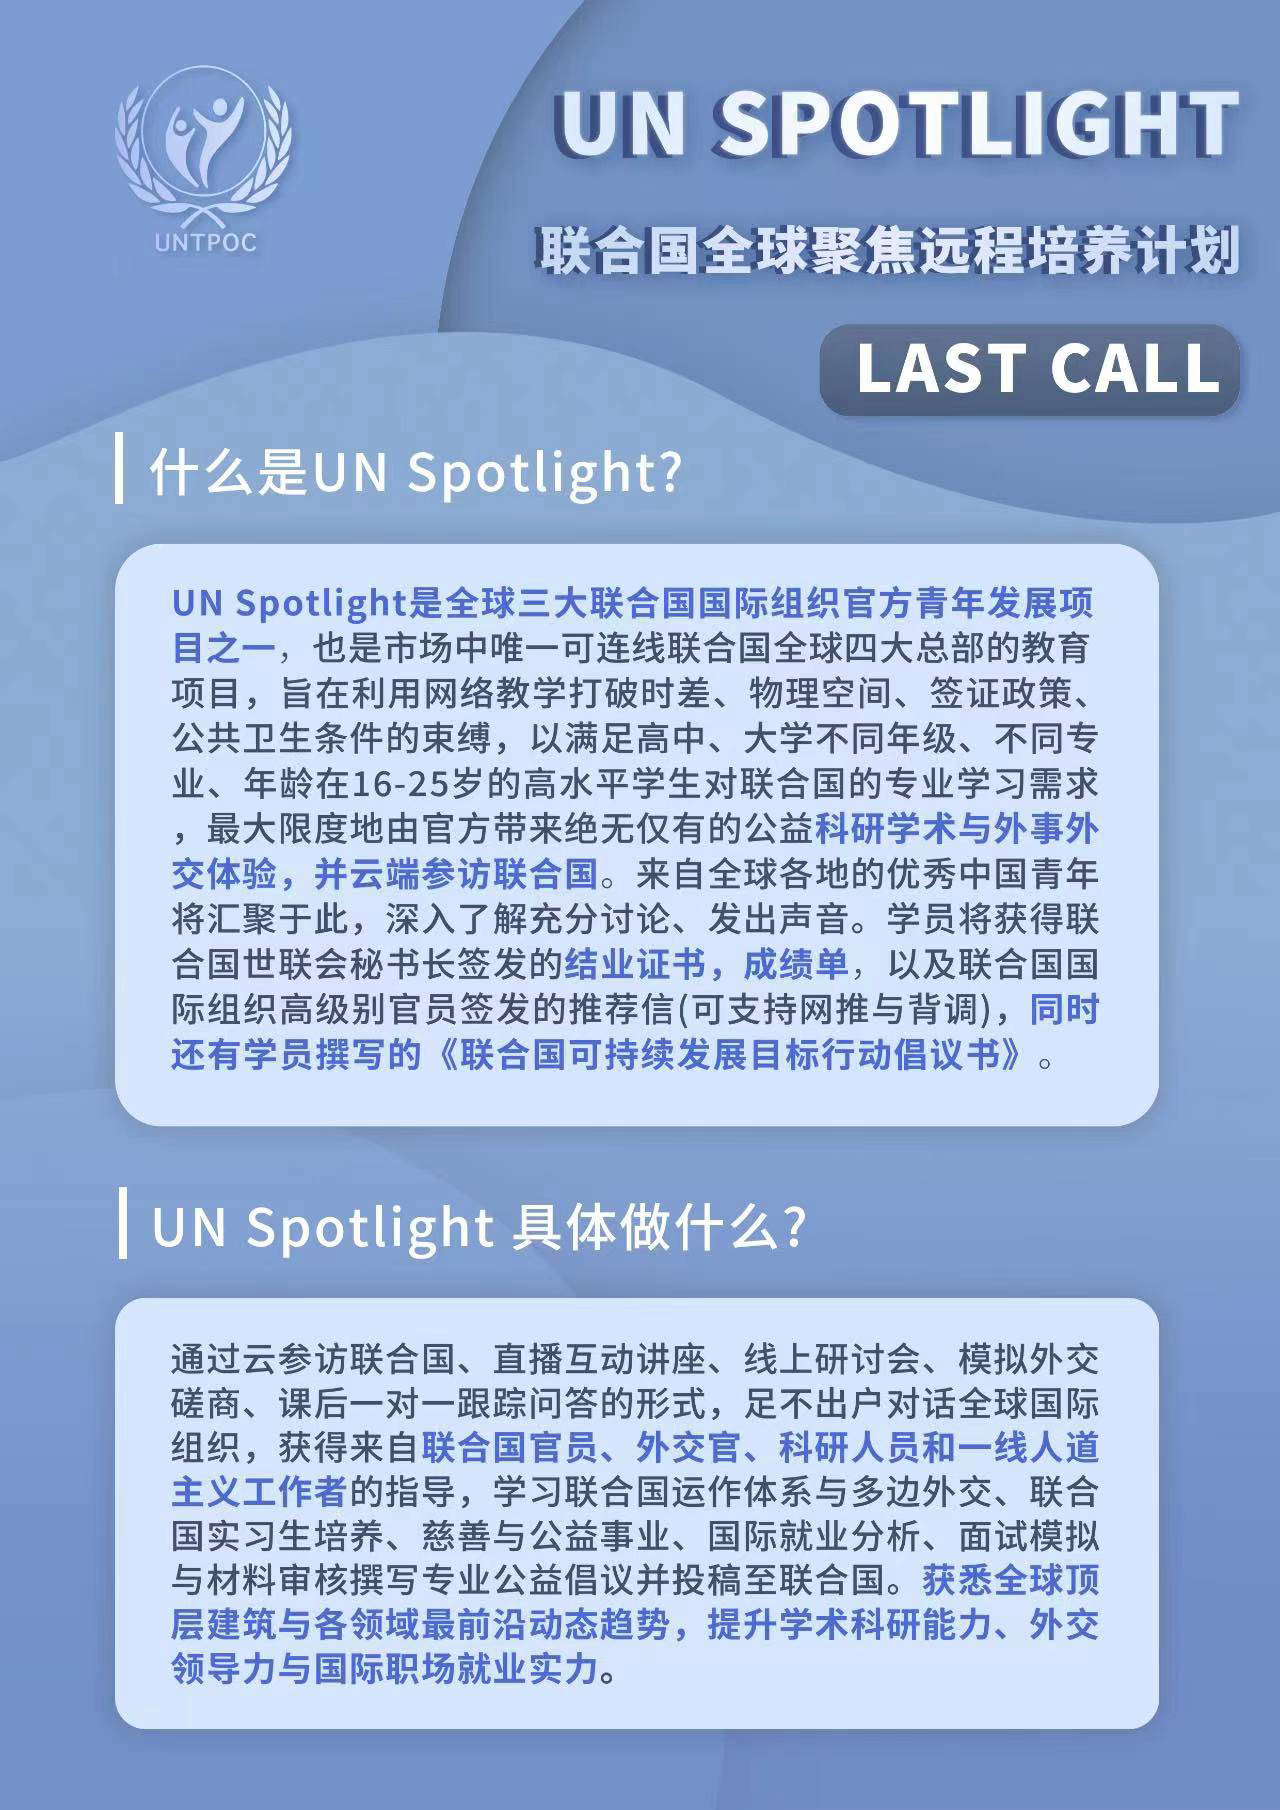 UNTPOC
UN SPOTLIGHT
联合国全球聚焦远程培养计划
LAST CALL
什么是UN Spotlight?
UN Spotlight是全球三大联合国国际组织官方青年发展项
目之一，也是市场中唯一可连线联合国全球四大总部的教育
项目，旨在利用网络教学打破时差、物理空间、签证政策、
公共卫生条件的束缚，以满足高中、大学不同年级、不同专
业、年龄在16-25岁的高水平学生对联合国的专业学习需求
，最大限度地由官方带来绝无仅有的公益科研学术与外事外
交体验，并云端参访联合国。来自全球各地的优秀中国青年
将汇聚于此，深入了解充分讨论、发出声音。学员将获得联
合国世联会秘书长签发的结业证书，成绩单，以及联合国国
际组织高级别官员签发的推荐信(可支持网推与背调)，同时
还有学员撰写的《联合国可持续发展目标行动倡议书》。
UN Spotlight 具体做什么?
通过云参访联合国、直播互动讲座、线上研讨会、模拟外交
磋商、课后一对一跟踪问答的形式，足不出户对话全球国际
组织，获得来自联合国官员、外交官、科研人员和一线人道
主义工作者的指导，学习联合国运作体系与多边外交、联合
国实习生培养、慈善与公益事业、国际就业分析、面试模拟
与材料审核撰写专业公益倡议并投稿至联合国。获悉全球顶
层建筑与各领域最前沿动态趋势，提升学术科研能力、外交
领导力与国际职场就业实力。